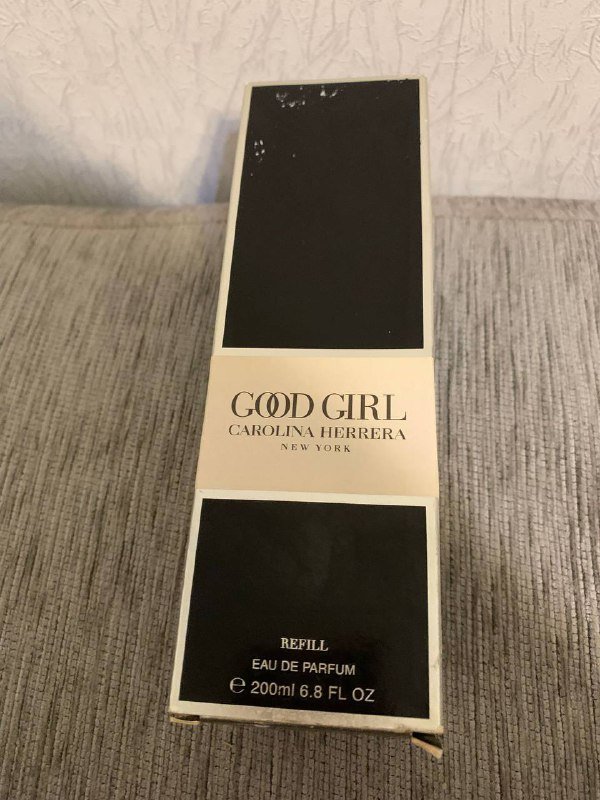 GOOD GIRL
CAROLINA HERRERA
NEW YORK
REFILL
EAU DE PARFUM
℮ 200ml 6.8 FL OZ